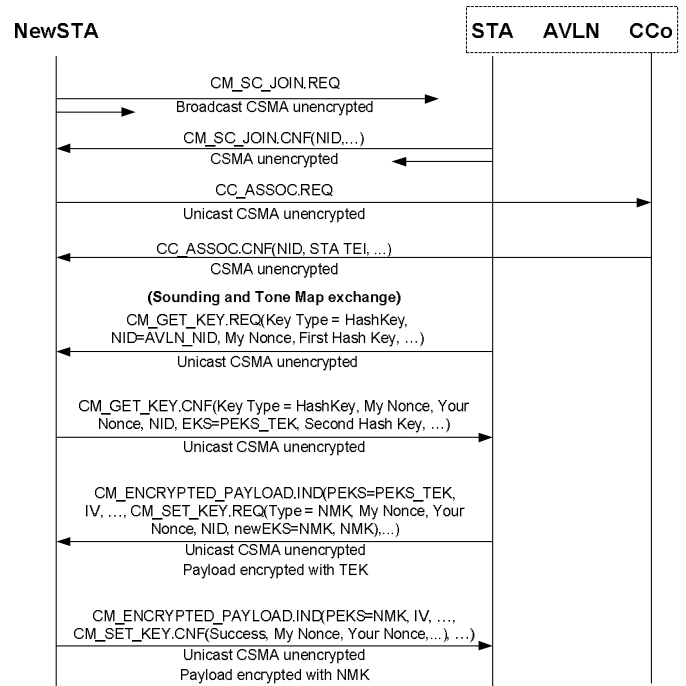 NewSTA STA AVLN CCo
CM_SC_JOIN.REQ
Broadcast CSMA unencrypted
CM_SC_JOIN.CNF(NID,...)
CSMA unencrypted
CC_ASSOC.REQ
Unicast CSMA unencrypted
CC_ASSOC.CNF(NID, STA TEI, ...)
CSMA unencrypted
(Sounding and Tone Map exchange)
CM_GET_KEY.REQ(Key Type = HashKey,
NID=AVLN_NID, My Nonce, First Hash Key, ...)
Unicast CSMA unencrypted
CM_GET_KEY.CNF(Key Type = HashKey, My Nonce, Your
Nonce, NID, EKS=PEKS_TEK, Second Hash Key, ...)
Unicast CSMA unencrypted
CM_ENCRYPTED_PAYLOAD.IND(PEKS=PEKS_TEK,
IV, ..., CM_SET_KEY.REQ(Type = NMK, My Nonce, Your
Nonce, NID, newEKS=NMK, NMK),...)
Unicast CSMA unencrypted
Payload encrypted with TEK
CM_ENCRYPTED_PAYLOAD.IND(PEKS=NMK, IV, ...,
CM_SET_KEY.CNF(Success, My Nonce, Your Nonce,...), ...)
Unicast CSMA unencrypted
Payload encrypted with NMK